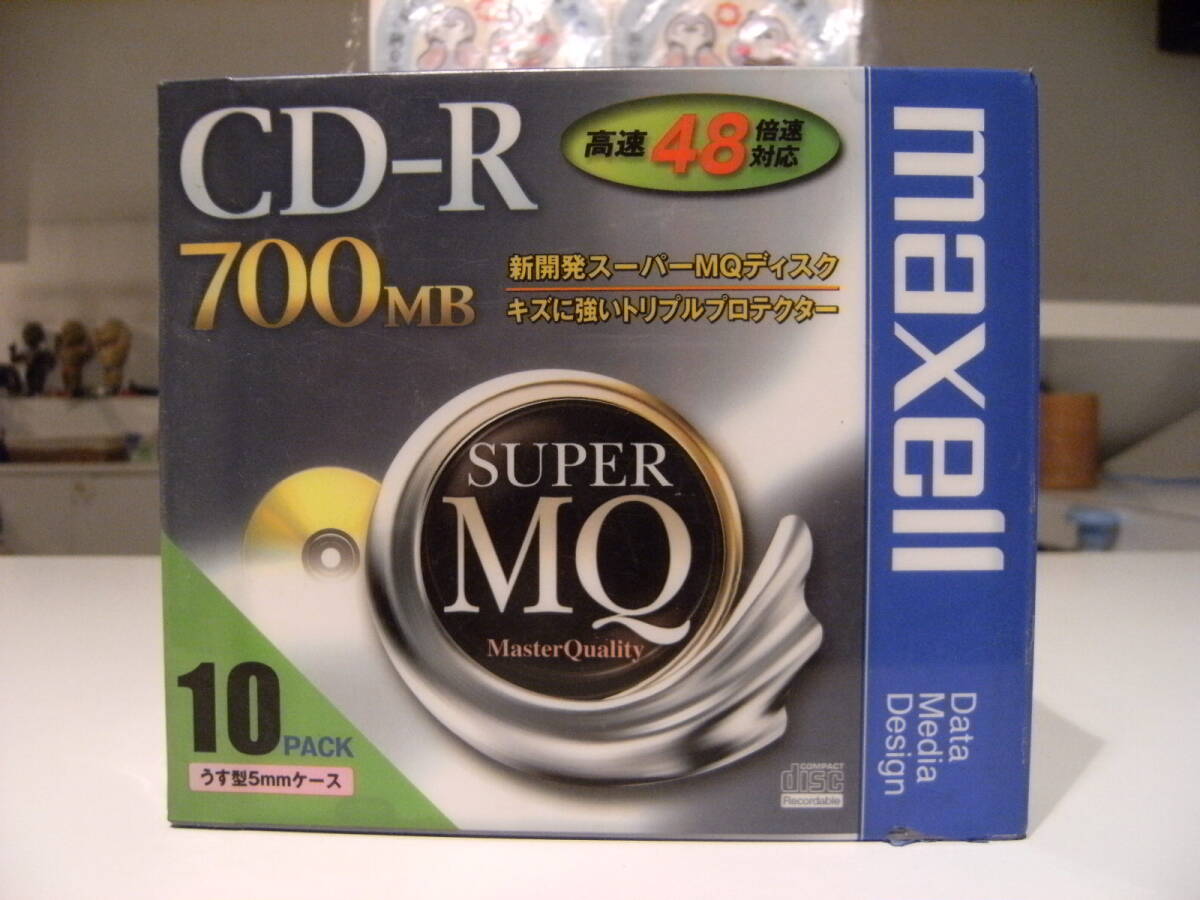 CD-R
高速48倍速対応
700MB
新開発スーパーMQディスク
キズに強いトリプルプロテクター
SUPER
MQ
MasterQuality
10PACK
うす型5mmケース
COMPACT
disc
Recordable
maxell
Data
Media
Design